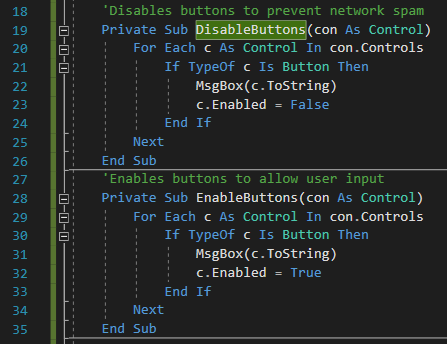 18 'Disables buttons to prevent network spam
19 Private Sub DisableButtons(con As Control)
20 For Each c As Control In con.Controls
21 If TypeOf c Is Button Then
22 MsgBox(c.ToString)
23 c.Enabled = False
24 End If
25 Next
26 End Sub
27 'Enables buttons to allow user input
28 Private Sub EnableButtons(con As Control)
29 For Each c As Control In con.Controls
30 If TypeOf c Is Button Then
31 MsgBox(c.ToString)
32 c.Enabled = True
33 End If
34 Next
35 End Sub